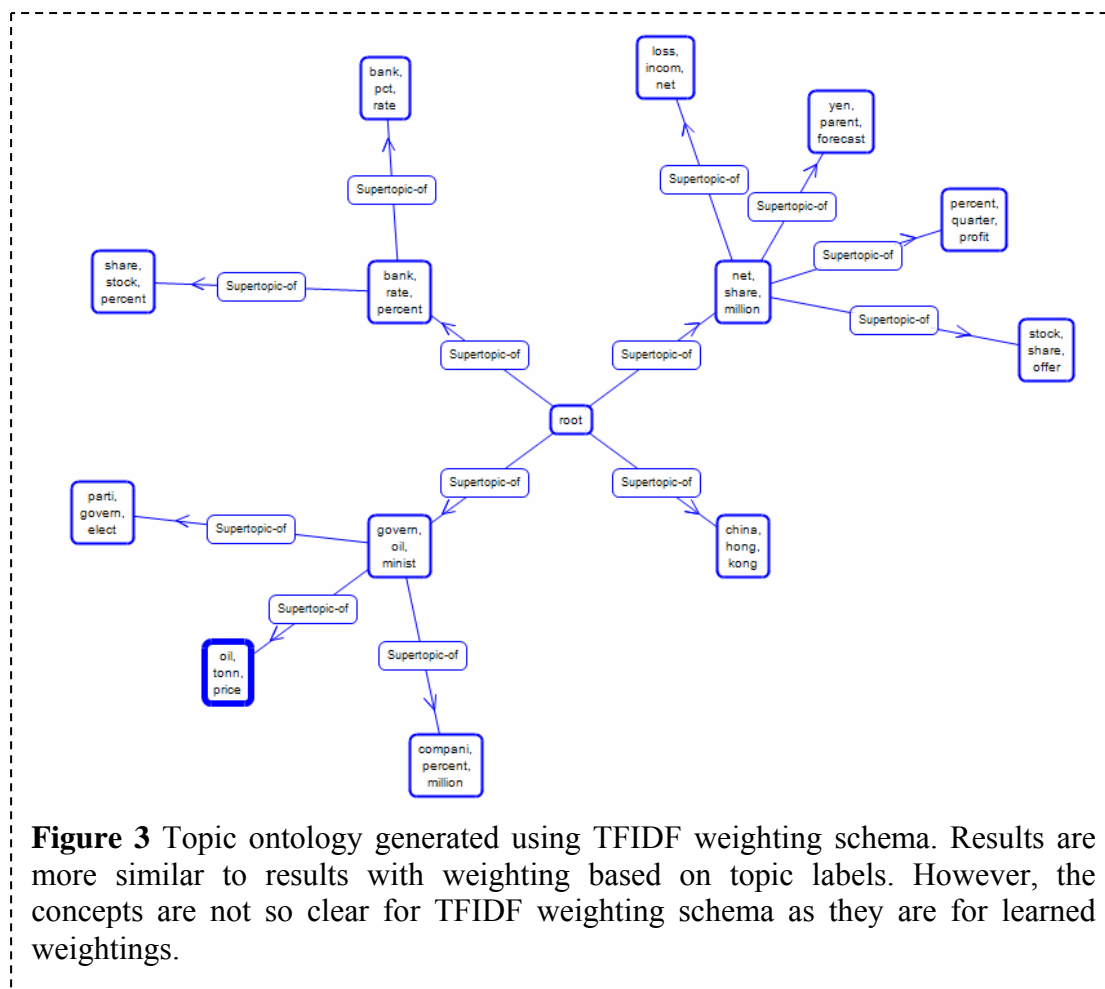 loss,
incom,
net
bank,
pct,
rate
yen,
parent,
forecast
Supertopic-of
Supertopic-of
Supertopic-of
percent,
quarter,
profit
Supertopic-of
share,
stock,
percent
Supertopic-of
bank,
rate,
percent
net,
share,
million
Supertopic-of
stock,
share,
offer
Supertopic-of
Supertopic-of
root
Supertopic-of
Supertopic-of
parti,
govern,
elect
Supertopic-of
govern,
oil,
minist
china,
hong,
kong
Supertopic-of
oil,
tonn,
price
Supertopic-of
compani,
percent,
million
Figure 3 Topic ontology generated using TFIDF weighting schema. Results are
more similar to results with weighting based on topic labels. However, the
concepts are not so clear for TFIDF weighting schema as they are for learned
weightings.